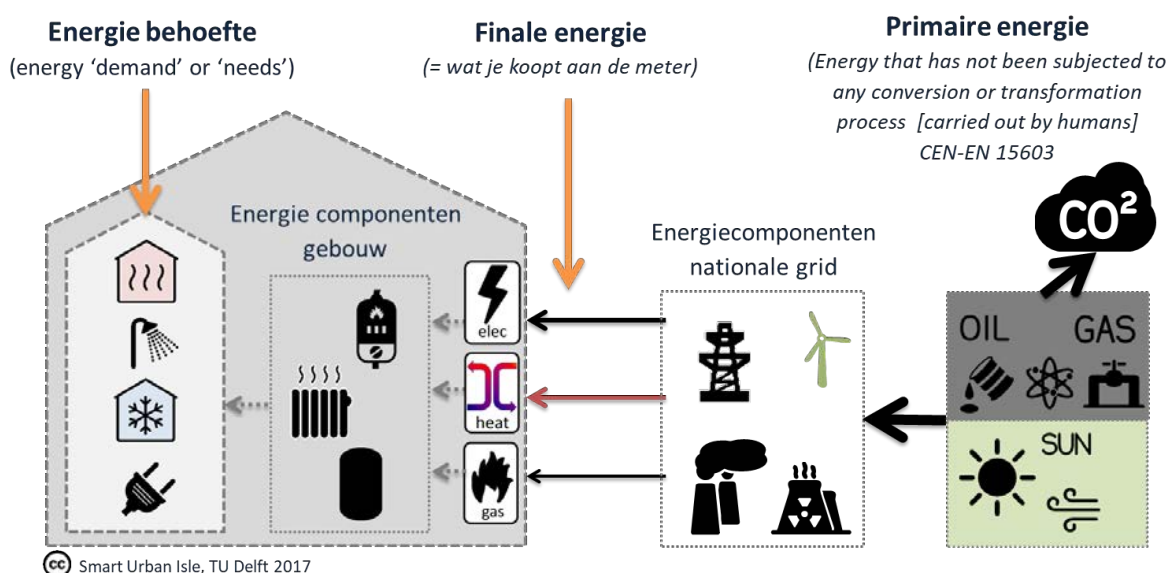 Energie behoefte
(energy ‘demand’ or ‘needs’)
Finale energie
(= wat je koopt aan de meter)
Primaire energie
(Energy that has not been subjected to
any conversion or transformation
process [carried out by humans]
CEN-EN 15603
CO²
Energie componenten
gebouw
Energiecomponenten
nationale grid
elec
heat
gas
OIL
GAS
SUN
cc Smart Urban Isle, TU Delft 2017